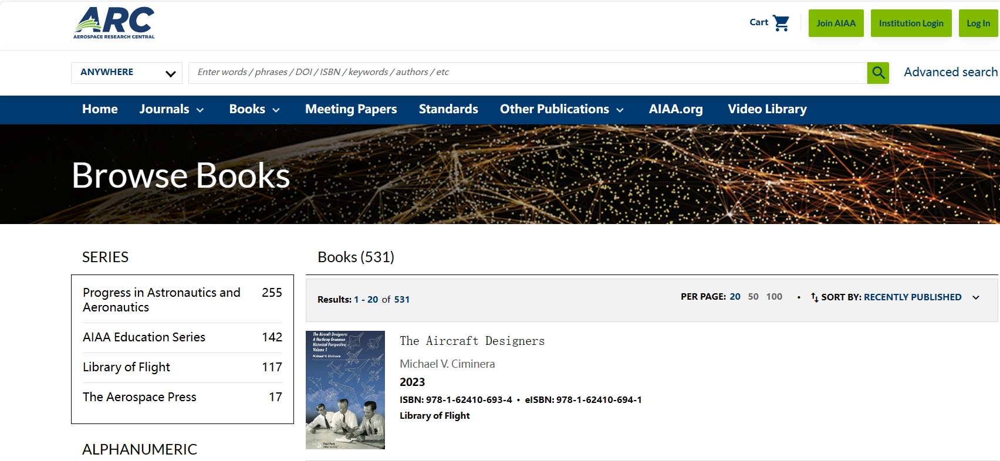 ARC
AEROSPACE RESEARCH CENTRAL
Cart
Join AIAA
Institution Login
Log In
ANYWHERE
Enter words / phrases / DOI / ISBN / keywords / authors / etc
Advanced search
Home
Journals
Books
Meeting Papers
Standards
Other Publications
AIAA.org
Video Library
Browse Books
SERIES
Progress in Astronautics and
Aeronautics
255
AIAA Education Series
142
Library of Flight
117
The Aerospace Press
17
ALPHANUMERIC
Books (531)
Results: 1 - 20 of 531
PER PAGE: 20 50 100 • SORT BY: RECENTLY PUBLISHED
The Aircraft Designers:
A Northrop Grumman
Historical Perspective,
Volume 1
Michael V. Ciminera
The Aircraft Designers
Michael V. Ciminera
2023
ISBN: 978-1-62410-693-4 • eISBN: 978-1-62410-694-1
Library of Flight